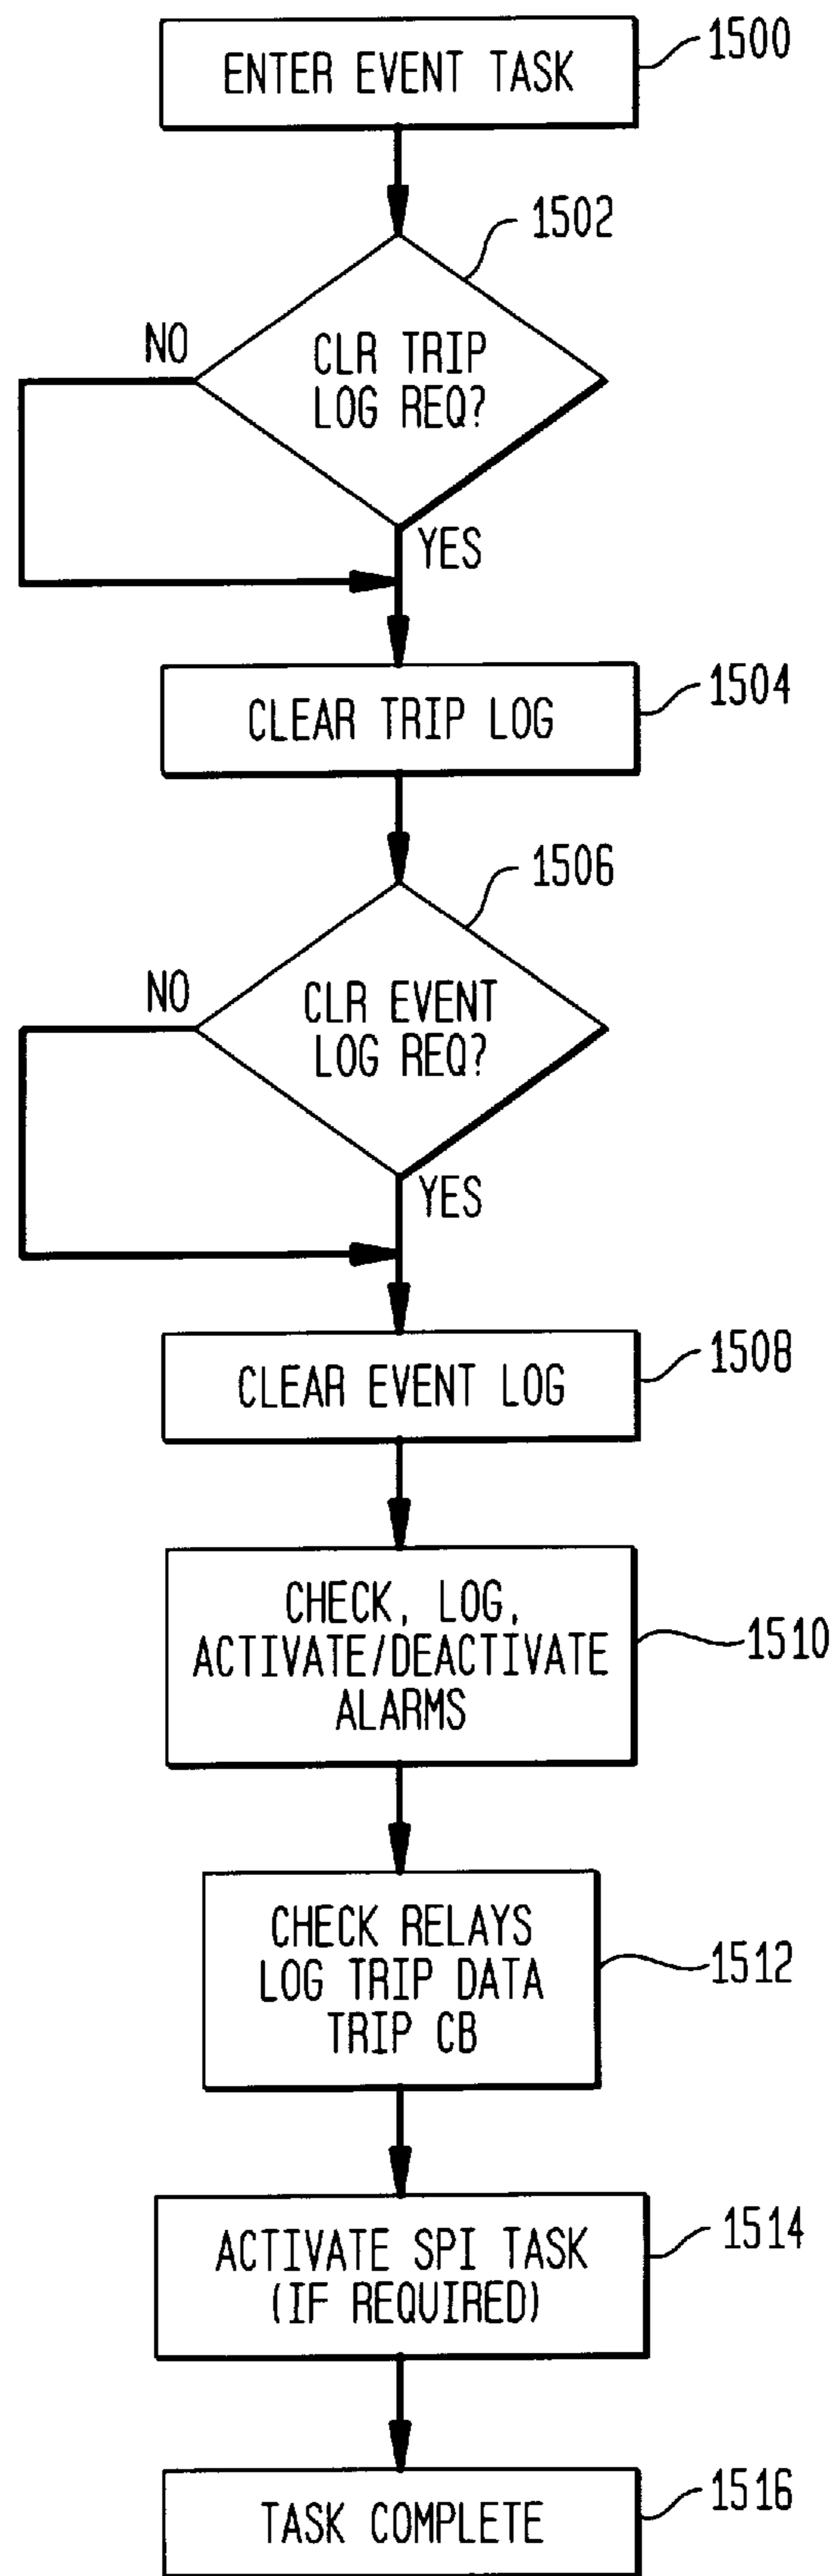 ENTER EVENT TASK
1500
1502
NO
CLR TRIP
LOG REQ?
YES
CLEAR TRIP LOG
1504
1506
NO
CLR EVENT
LOG REQ?
YES
CLEAR EVENT LOG
1508
CHECK, LOG,
ACTIVATE/DEACTIVATE
ALARMS
1510
CHECK RELAYS
LOG TRIP DATA
TRIP CB
1512
ACTIVATE SPI TASK
(IF REQUIRED)
1514
TASK COMPLETE
1516